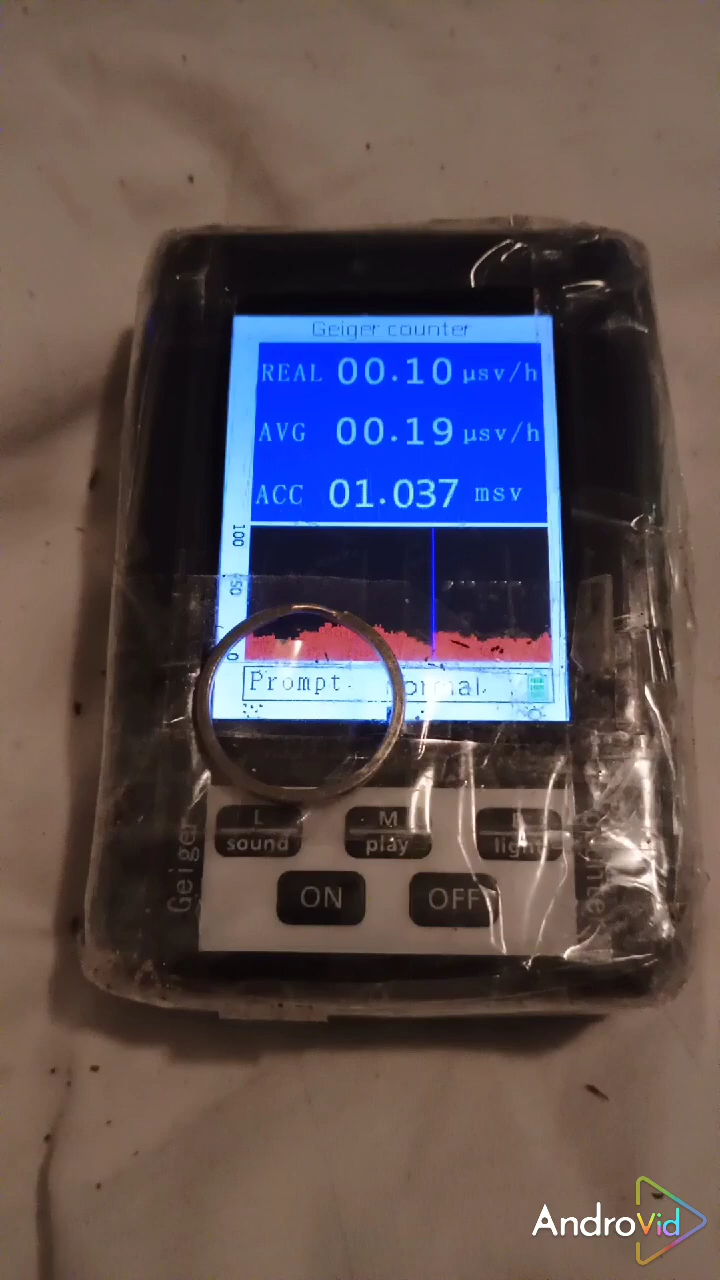 Geiger counter
REAL 00.10 μsv/h
AVG 00.19 μsv/h
ACC 01.037 msv
100
50
0
Prompt
L
sound
M
play
light
ON
OFF
Geiger
AndroVid